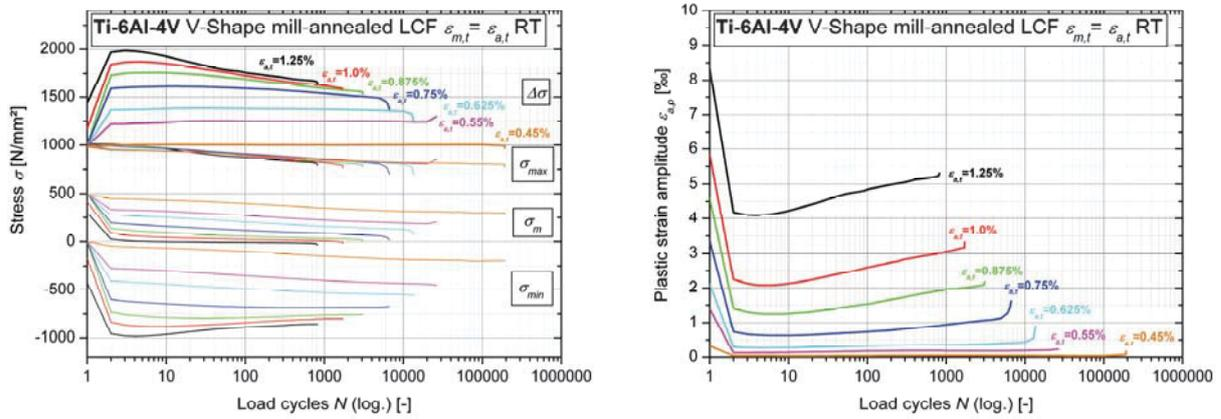 Ti-6Al-4V V-Shape mill-annealed LCF εm,t= εa,t RT
Stress σ [N/mm²]
2000
1500
1000
500
0
-500
-1000
εa,t=1.25%
εa,t=1.0%
εa,t=0.875%
εa,t=0.75%
εa,t=0.625%
εa,t=0.55%
εa,t=0.45%
Δσ
σmax
σm
σmin
1 10 100 1000 10000 100000 1000000
Load cycles N (log.) [-]
Ti-6Al-4V V-Shape mill-annealed LCF εm,t= εa,t RT
Plastic strain amplitude εa,p [‰]
10
9
8
7
6
5
4
3
2
1
0
εa,t=1.25%
εa,t=1.0%
εa,t=0.875%
εa,t=0.75%
εa,t=0.625%
εa,t=0.55%
εa,t=0.45%
1 10 100 1000 10000 100000 1000000
Load cycles N (log.) [-]